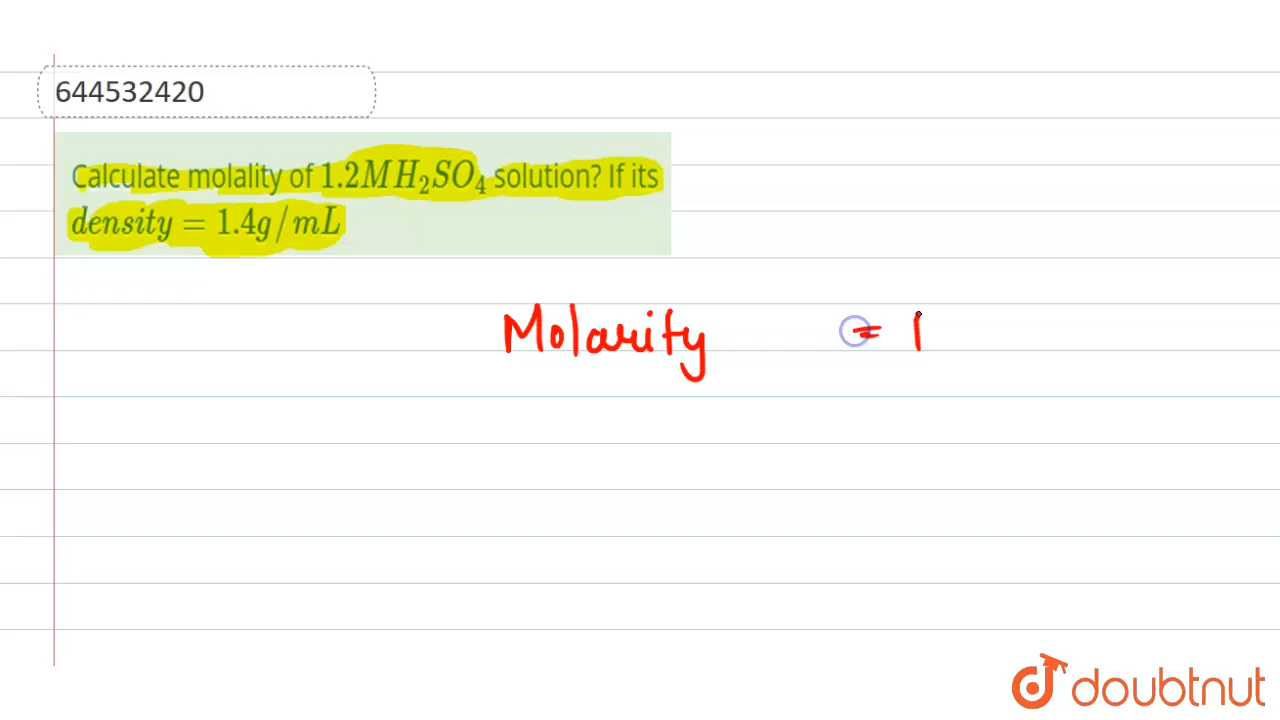 644532420
Calculate molality of 1.2MH₂SO₄ solution? If its
density = 1.4g/mL
Molarity = 1
doubtnut